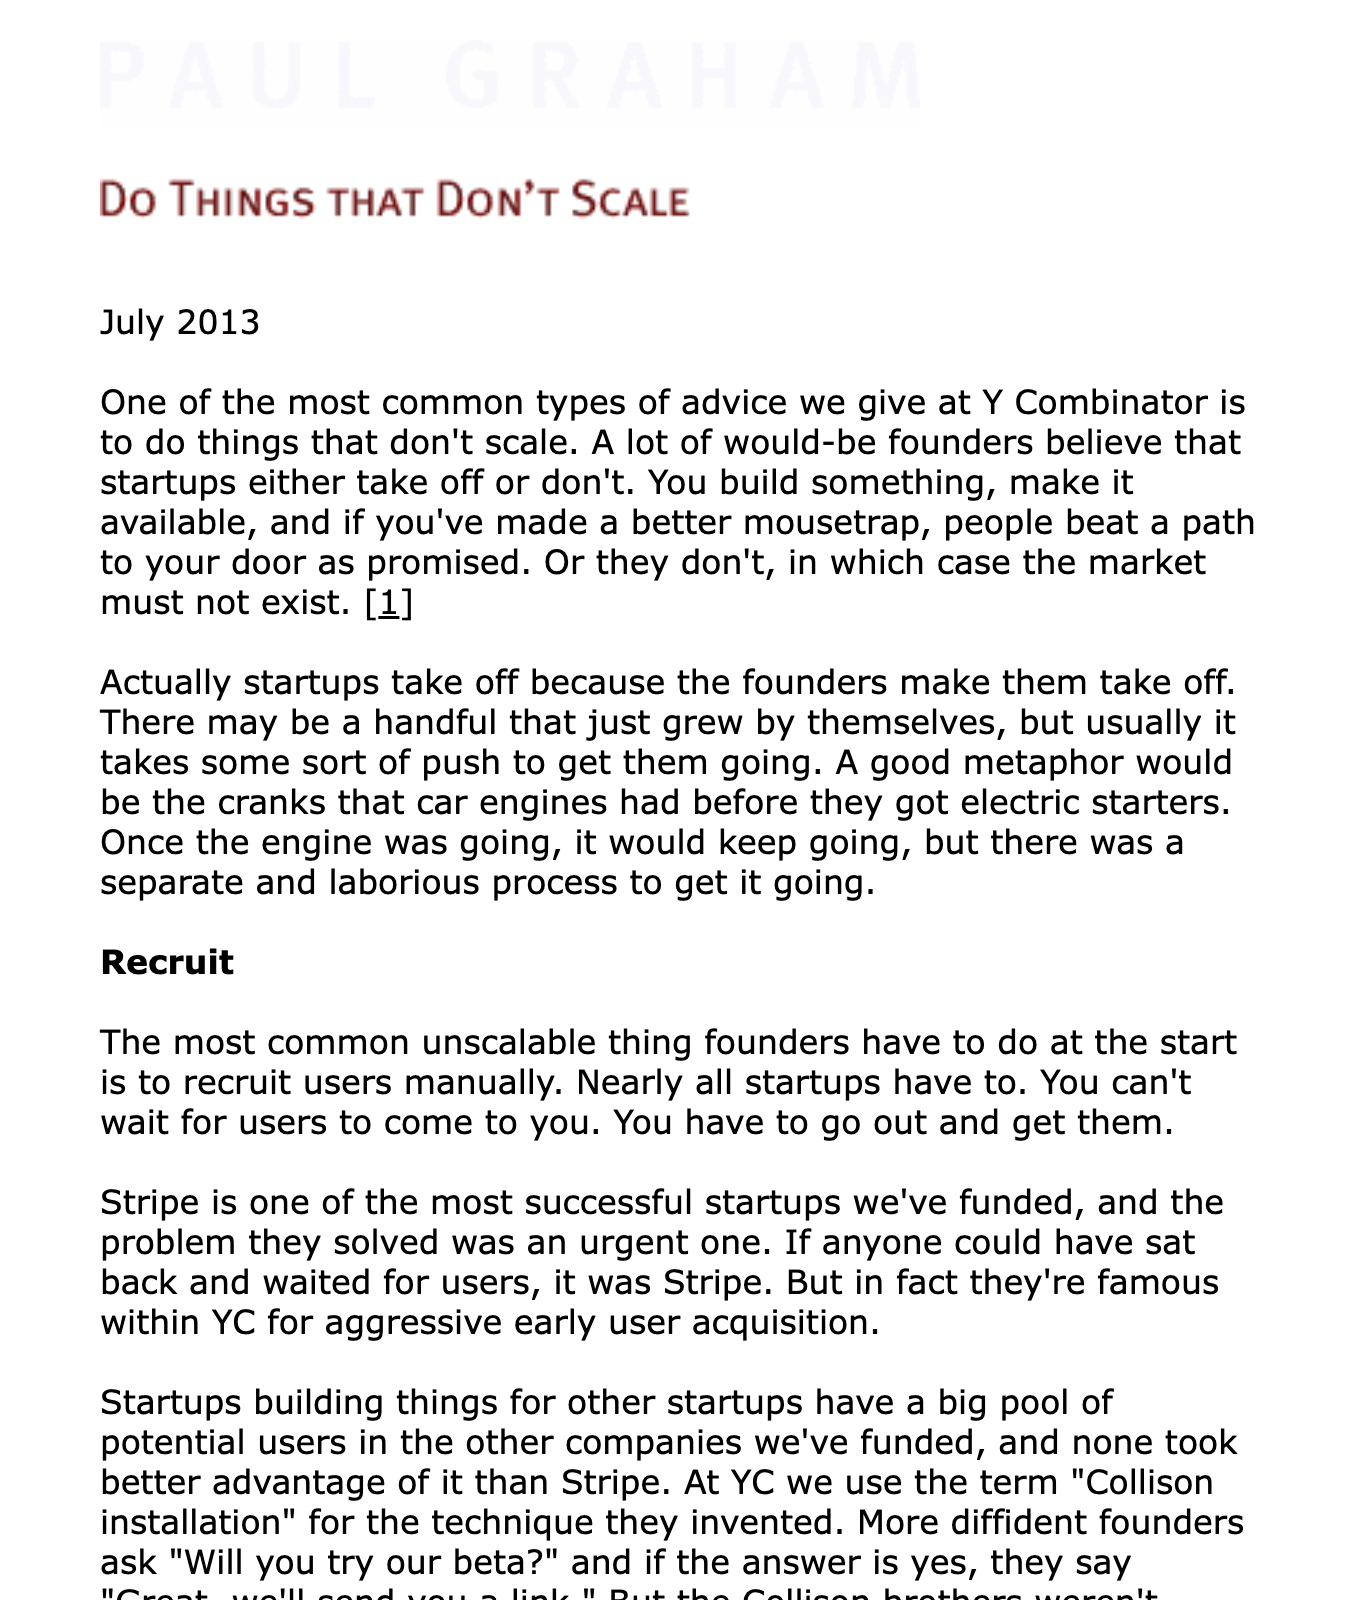 PAUL GRAHAM
Do Things that Don't Scale
July 2013
One of the most common types of advice we give at Y Combinator is
to do things that don't scale. A lot of would-be founders believe that
startups either take off or don't. You build something, make it
available, and if you've made a better mousetrap, people beat a path
to your door as promised. Or they don't, in which case the market
must not exist. [1]
Actually startups take off because the founders make them take off.
There may be a handful that just grew by themselves, but usually it
takes some sort of push to get them going. A good metaphor would
be the cranks that car engines had before they got electric starters.
Once the engine was going, it would keep going, but there was a
separate and laborious process to get it going.
Recruit
The most common unscalable thing founders have to do at the start
is to recruit users manually. Nearly all startups have to. You can't
wait for users to come to you. You have to go out and get them.
Stripe is one of the most successful startups we've funded, and the
problem they solved was an urgent one. If anyone could have sat
back and waited for users, it was Stripe. But in fact they're famous
within YC for aggressive early user acquisition.
Startups building things for other startups have a big pool of
potential users in the other companies we've funded, and none took
better advantage of it than Stripe. At YC we use the term "Collison
installation" for the technique they invented. More diffident founders
ask "Will you try our beta?" and if the answer is yes, they say
"Great, we'll send you a link." But the Collison brothers weren't